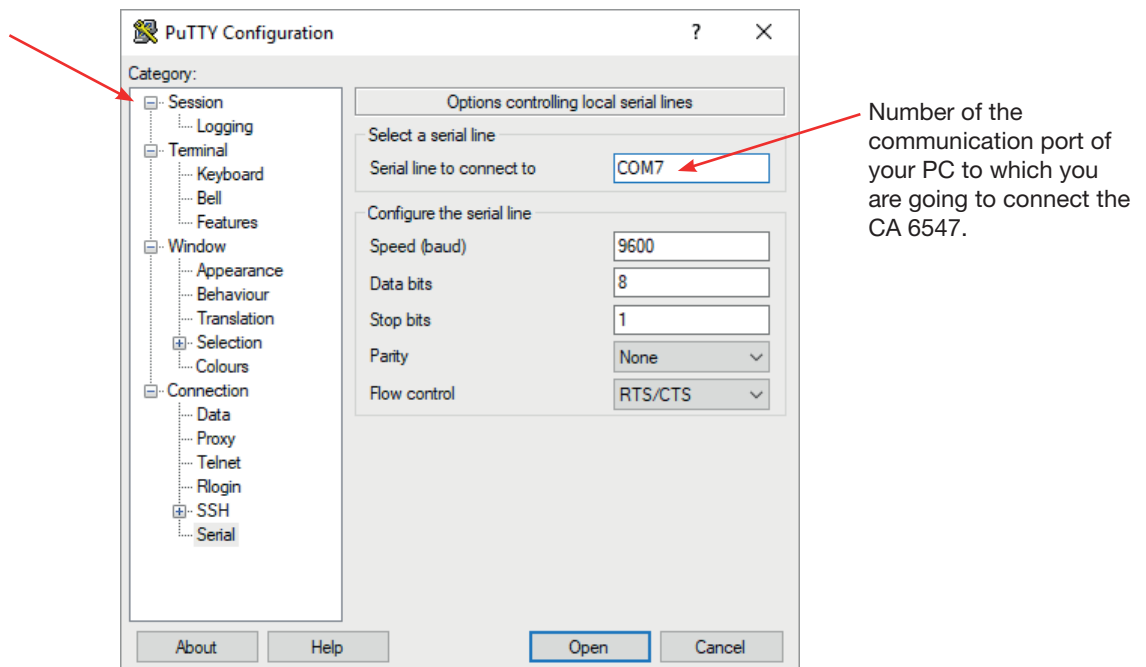 PuTTY Configuration
? ×
Category:
Session
Logging
Terminal
Keyboard
Bell
Features
Window
Appearance
Behaviour
Translation
Selection
Colours
Connection
Data
Proxy
Telnet
Rlogin
SSH
Serial
Options controlling local serial lines
Select a serial line
Serial line to connect to COM7
Configure the serial line
Speed (baud) 9600
Data bits 8
Stop bits 1
Parity None
Flow control RTS/CTS
About Help Open Cancel
Number of the
communication port of
your PC to which you
are going to connect the
CA 6547.